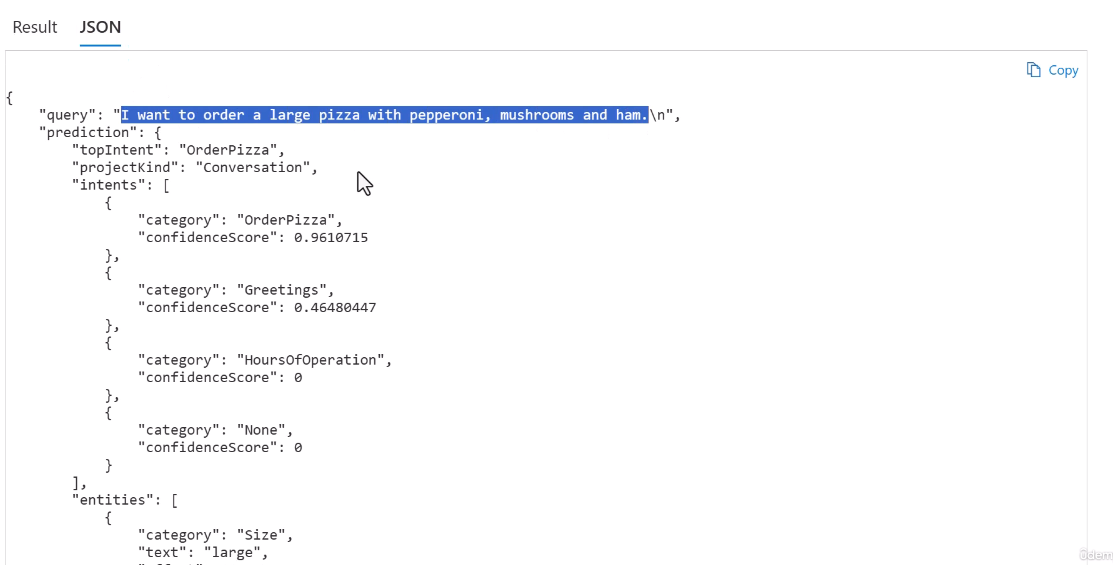 Result JSON
Copy
{
"query": "I want to order a large pizza with pepperoni, mushrooms and ham.\n",
"prediction": {
"topIntent": "OrderPizza",
"projectKind": "Conversation",
"intents": [
{
"category": "OrderPizza",
"confidenceScore": 0.9610715
},
{
"category": "Greetings",
"confidenceScore": 0.46480447
},
{
"category": "HoursOfOperation",
"confidenceScore": 0
},
{
"category": "None",
"confidenceScore": 0
}
],
"entities": [
{
"category": "Size",
"text": "large",